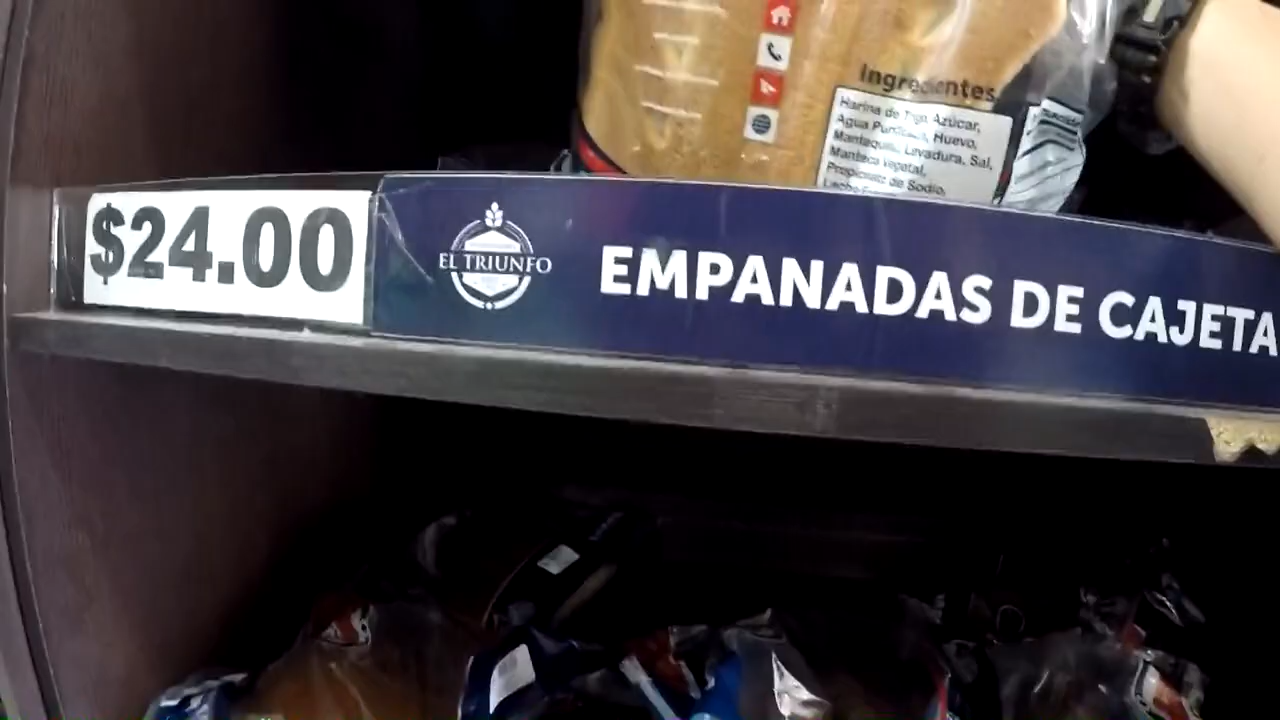 Ingredientes
Harina de Trigo, Azúcar,
Agua Purificada, Huevo,
Mantequilla, Levadura, Sal,
Manteca Vegetal,
Propionato de Sodio,
$24.00
EL TRIUNFO
EMPANADAS DE CAJETA